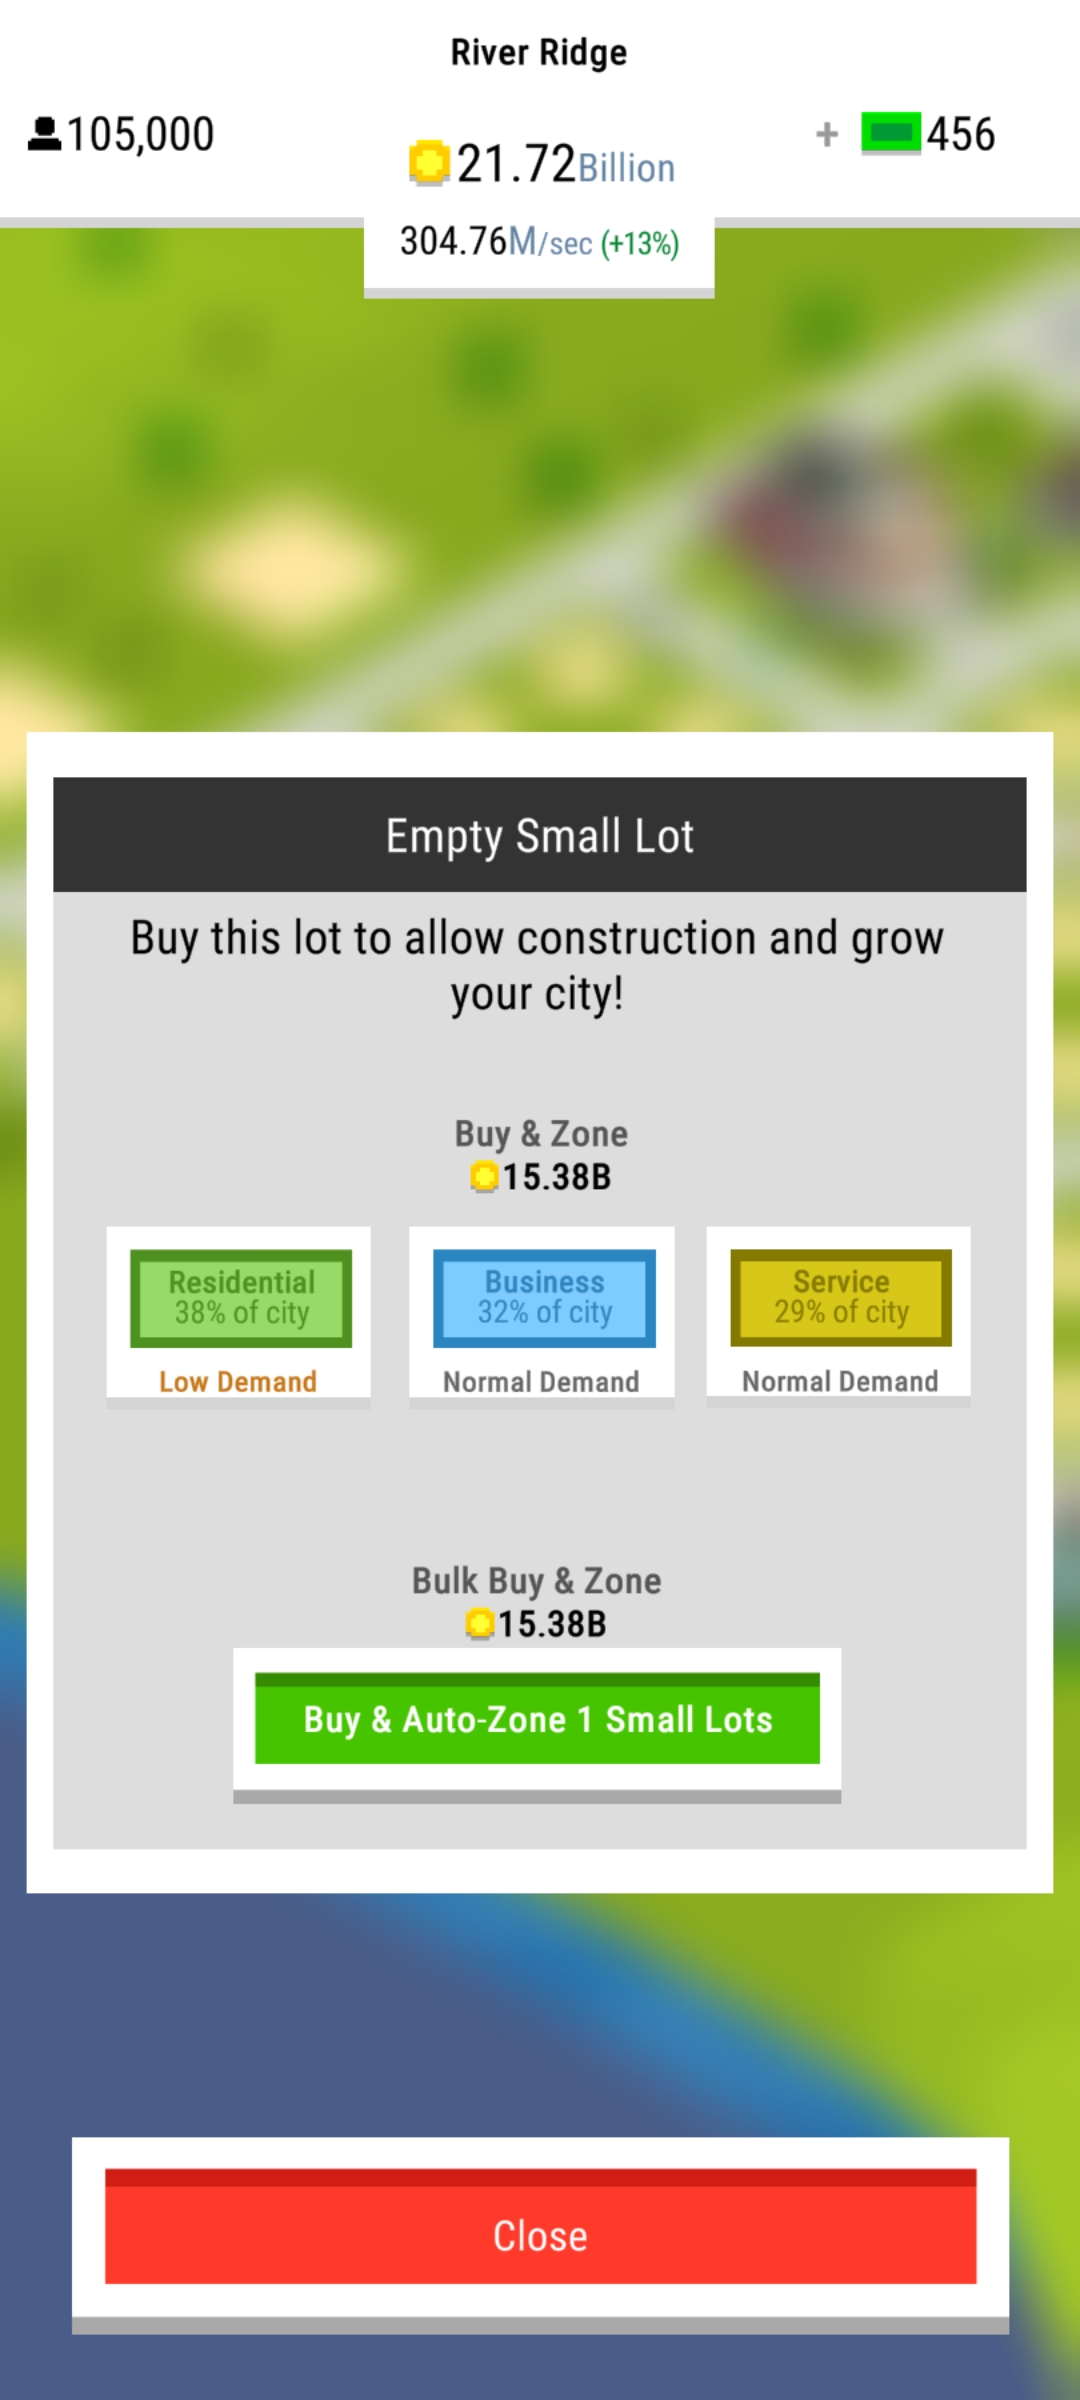 River Ridge
105,000
21.72Billion
+ 456
304.76M/sec (+13%)
Empty Small Lot
Buy this lot to allow construction and grow
your city!
Buy & Zone
15.38B
Residential
38% of city
Low Demand
Business
32% of city
Normal Demand
Service
29% of city
Normal Demand
Bulk Buy & Zone
15.38B
Buy & Auto-Zone 1 Small Lots
Close